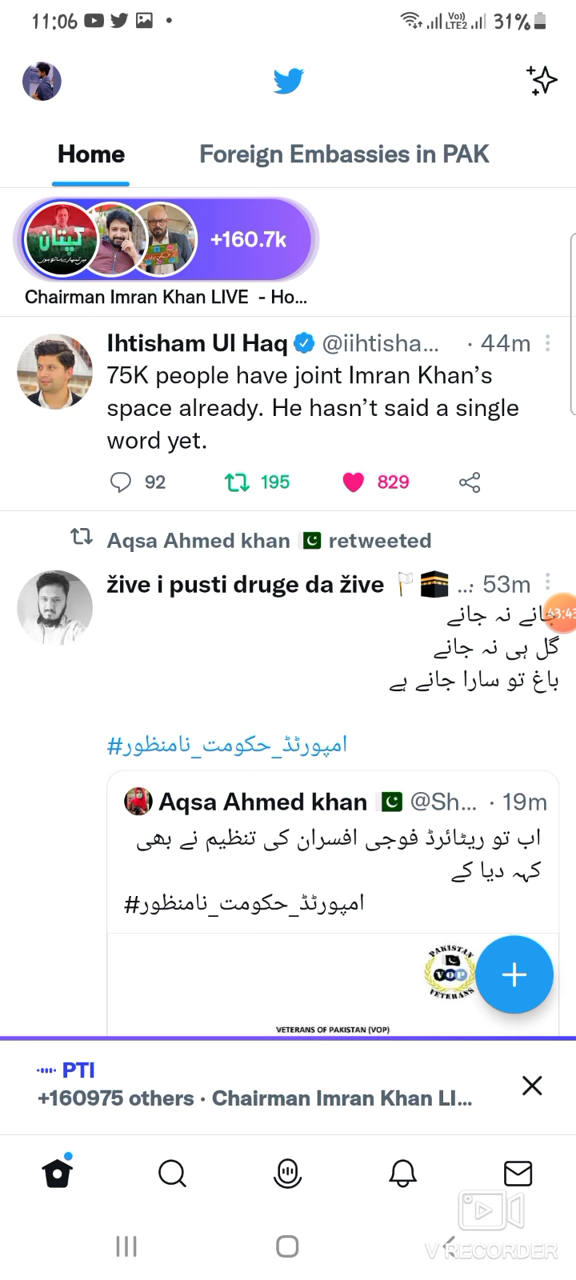 11:06
Vo))
LTE2
31%
Home
Foreign Embassies in PAK
کپتان
+160.7k
Chairman Imran Khan LIVE - Ho...
Ihtisham Ul Haq @iihtisha... · 44m
75K people have joint Imran Khan's
space already. He hasn't said a single
word yet.
92
195
829
Aqsa Ahmed khan 🇵🇰 retweeted
žive i pusti druge da žive 🏳️🕋 ..: 53m
جانے نہ جانے
گل ہی نہ جانے
باغ تو سارا جانے ہے
#امپورٹڈ_حکومت_نامنظور
Aqsa Ahmed khan 🇵🇰 @Sh... · 19m
اب تو ریٹائرڈ فوجی افسران کی تنظیم نے بھی
کہہ دیا کے
#امپورٹڈ_حکومت_نامنظور
PAKISTAN
VOP
VETERANS
VETERANS OF PAKISTAN (VOP)
PTI
+160975 others · Chairman Imran Khan LI...
V RECORDER